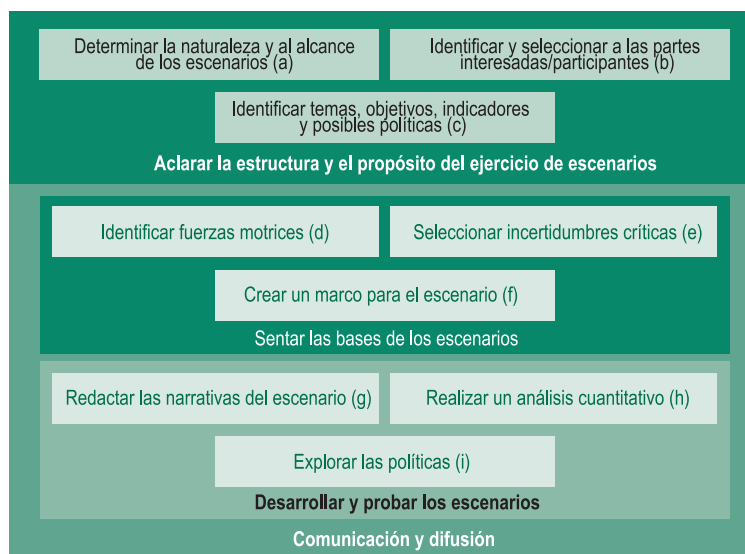 Determinar la naturaleza y al alcance
de los escenarios (a)
Identificar y seleccionar a las partes
interesadas/participantes (b)
Identificar temas, objetivos, indicadores
y posibles políticas (c)
Aclarar la estructura y el propósito del ejercicio de escenarios
Identificar fuerzas motrices (d)
Seleccionar incertidumbres críticas (e)
Crear un marco para el escenario (f)
Sentar las bases de los escenarios
Redactar las narrativas del escenario (g)
Realizar un análisis cuantitativo (h)
Explorar las políticas (i)
Desarrollar y probar los escenarios
Comunicación y difusión